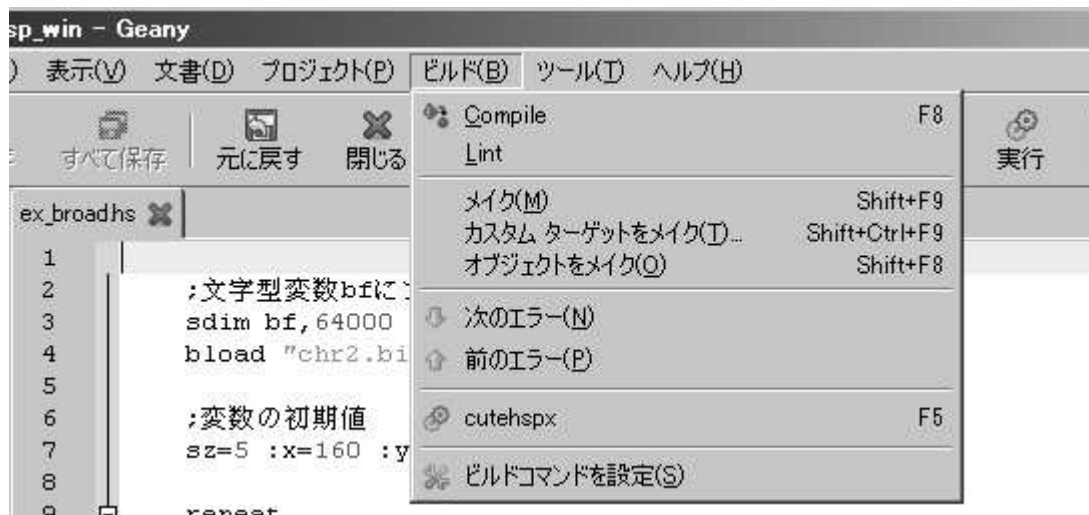 sp_win - Geany
) 表示(V) 文書(D) プロジェクト(P) ビルド(B) ツール(T) ヘルプ(H)
すべて保存 元に戻す 閉じる 実行
ex_broad.hs
Compile F8
Lint
メイク(M) Shift+F9
カスタム ターゲットをメイク(T)... Shift+Ctrl+F9
オブジェクトをメイク(O) Shift+F8
次のエラー(N)
前のエラー(P)
cutehspx F5
ビルドコマンドを設定(S)
1
2 ;文字型変数bfに
3 sdim bf,64000
4 bload "chr2.bi
5
6 ;変数の初期値
7 sz=5 :x=160 :y
8
9 repeat